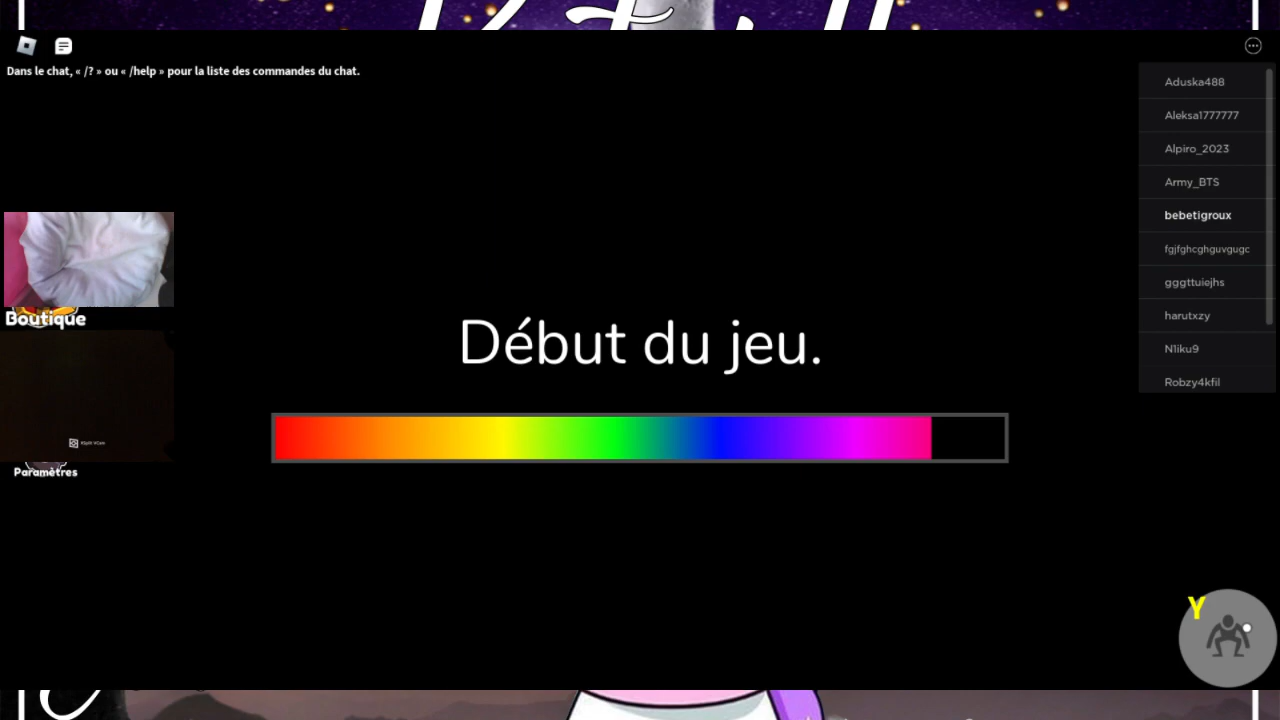 Dans le chat, « /? » ou « /help » pour la liste des commandes du chat.
Aduska488
Aleksa1777777
Alpiro_2023
Army_BTS
bebetigroux
fgjfghcghguvgugc
gggttuiejhs
harutxzy
N1iku9
Robzy4kfil
Boutique
Début du jeu.
Paramètres
Y